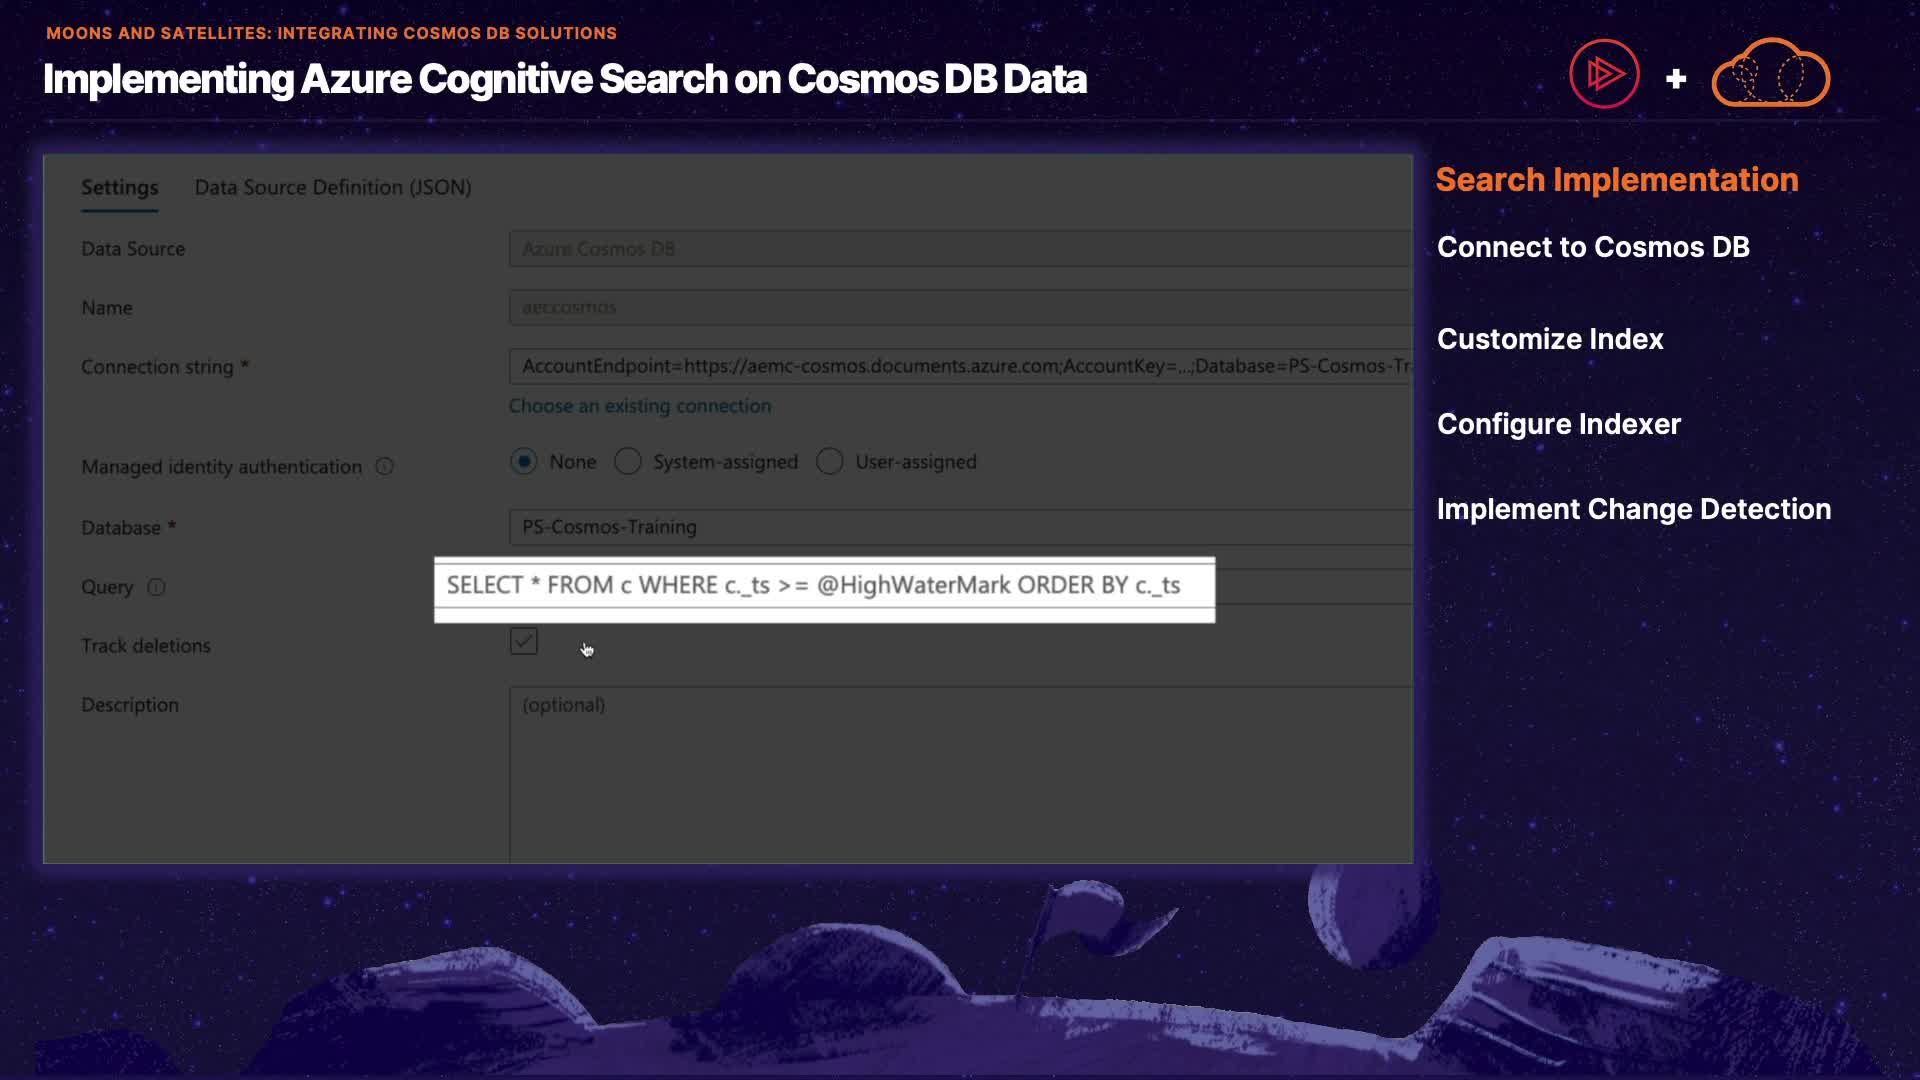 MOONS AND SATELLITES: INTEGRATING COSMOS DB SOLUTIONS
Implementing Azure Cognitive Search on Cosmos DB Data
+
Settings
Data Source Definition (JSON)
Data Source
Azure Cosmos DB
Name
aeccosmos
Connection string *
AccountEndpoint=https://aemc-cosmos.documents.azure.com;AccountKey=...;Database=PS-Cosmos-Tra
Choose an existing connection
Managed identity authentication
None
System-assigned
User-assigned
Database *
PS-Cosmos-Training
Query
SELECT * FROM c WHERE c._ts >= @HighWaterMark ORDER BY c._ts
Track deletions
Description
(optional)
Search Implementation
Connect to Cosmos DB
Customize Index
Configure Indexer
Implement Change Detection